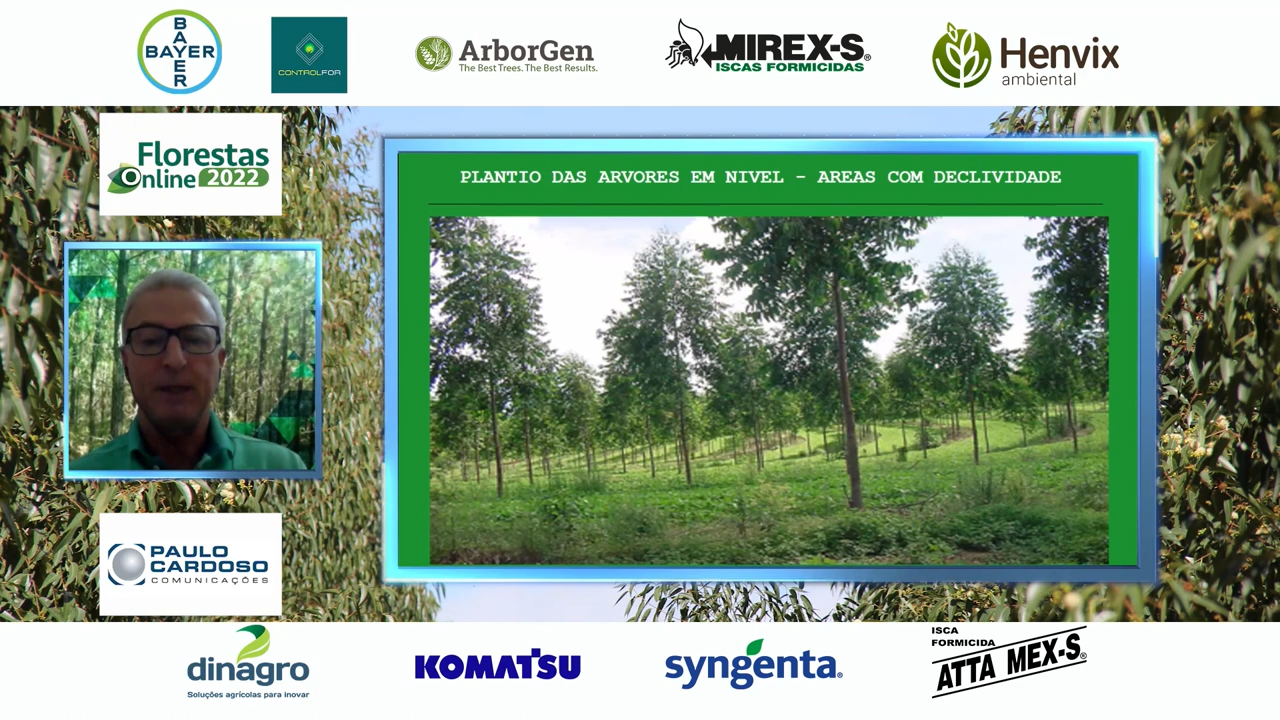 BAYER
BAYER
CONTROLFOR
ArborGen
The Best Trees. The Best Results.
MIREX-S®
ISCAS FORMICIDAS
Henvix
ambiental
Florestas
Online 2022
PLANTIO DAS ARVORES EM NIVEL - AREAS COM DECLIVIDADE
PAULO
CARDOSO
COMUNICAÇÕES
dinagro
Soluções agrícolas para inovar
KOMATSU
syngenta®
ISCA
FORMICIDA
ATTA MEX-S®